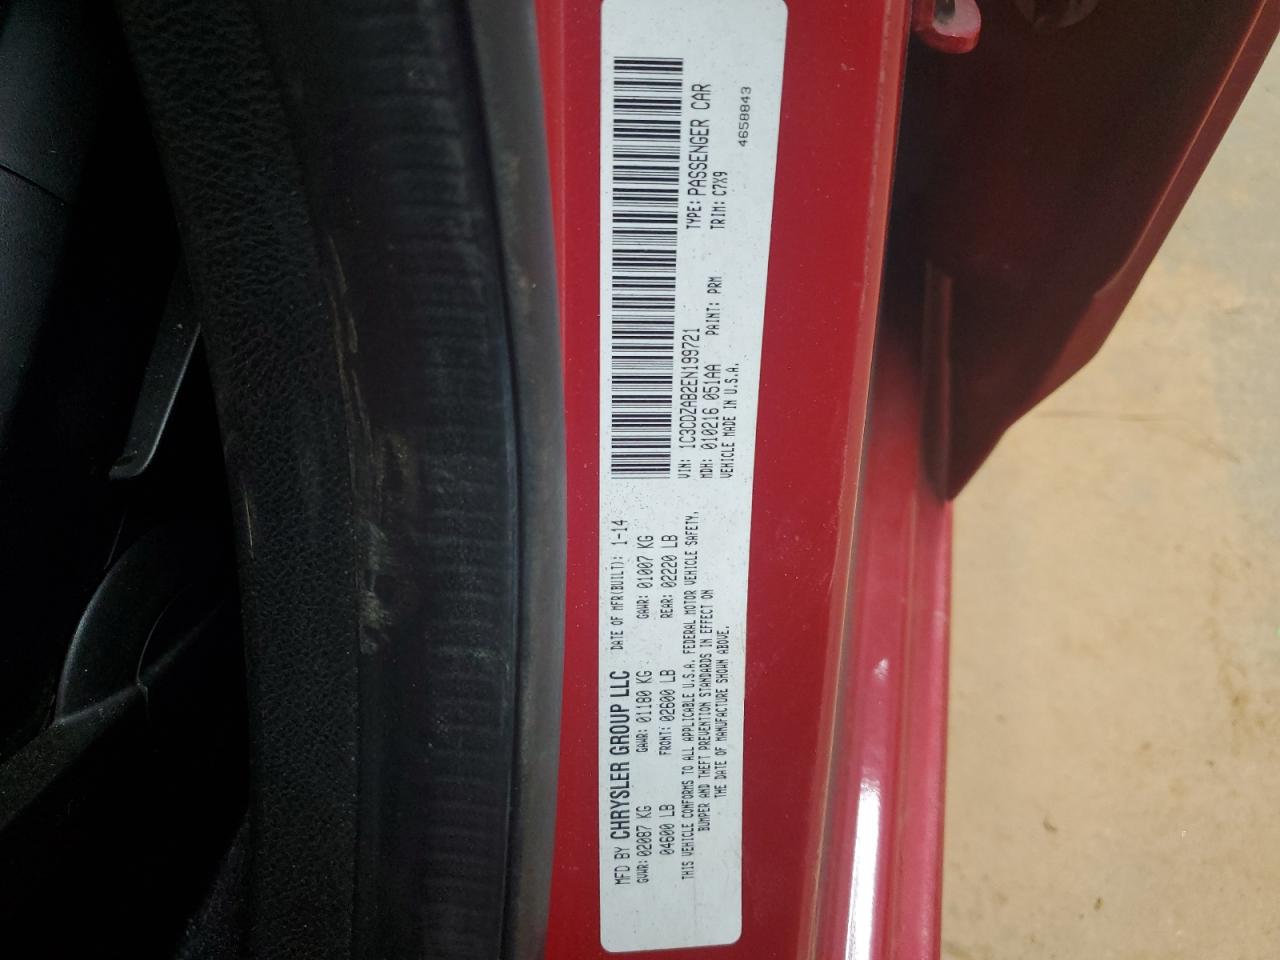 MFD BY CHRYSLER GROUP LLC DATE OF MFR(BUILT): 1-14
GVWR: 02087 KG GAWR: 01180 KG GAWR: 01007 KG
04600 LB FRONT: 02600 LB REAR: 02220 LB
THIS VEHICLE CONFORMS TO ALL APPLICABLE U.S.A. FEDERAL MOTOR VEHICLE SAFETY,
BUMPER AND THEFT PREVENTION STANDARDS IN EFFECT ON
THE DATE OF MANUFACTURE SHOWN ABOVE.
VIN: 1C3CDZAB2EN199721 TYPE: PASSENGER CAR
MDH: 010216 051AA PAINT: PRM TRIM: C7X9
VEHICLE MADE IN U.S.A.
4658843